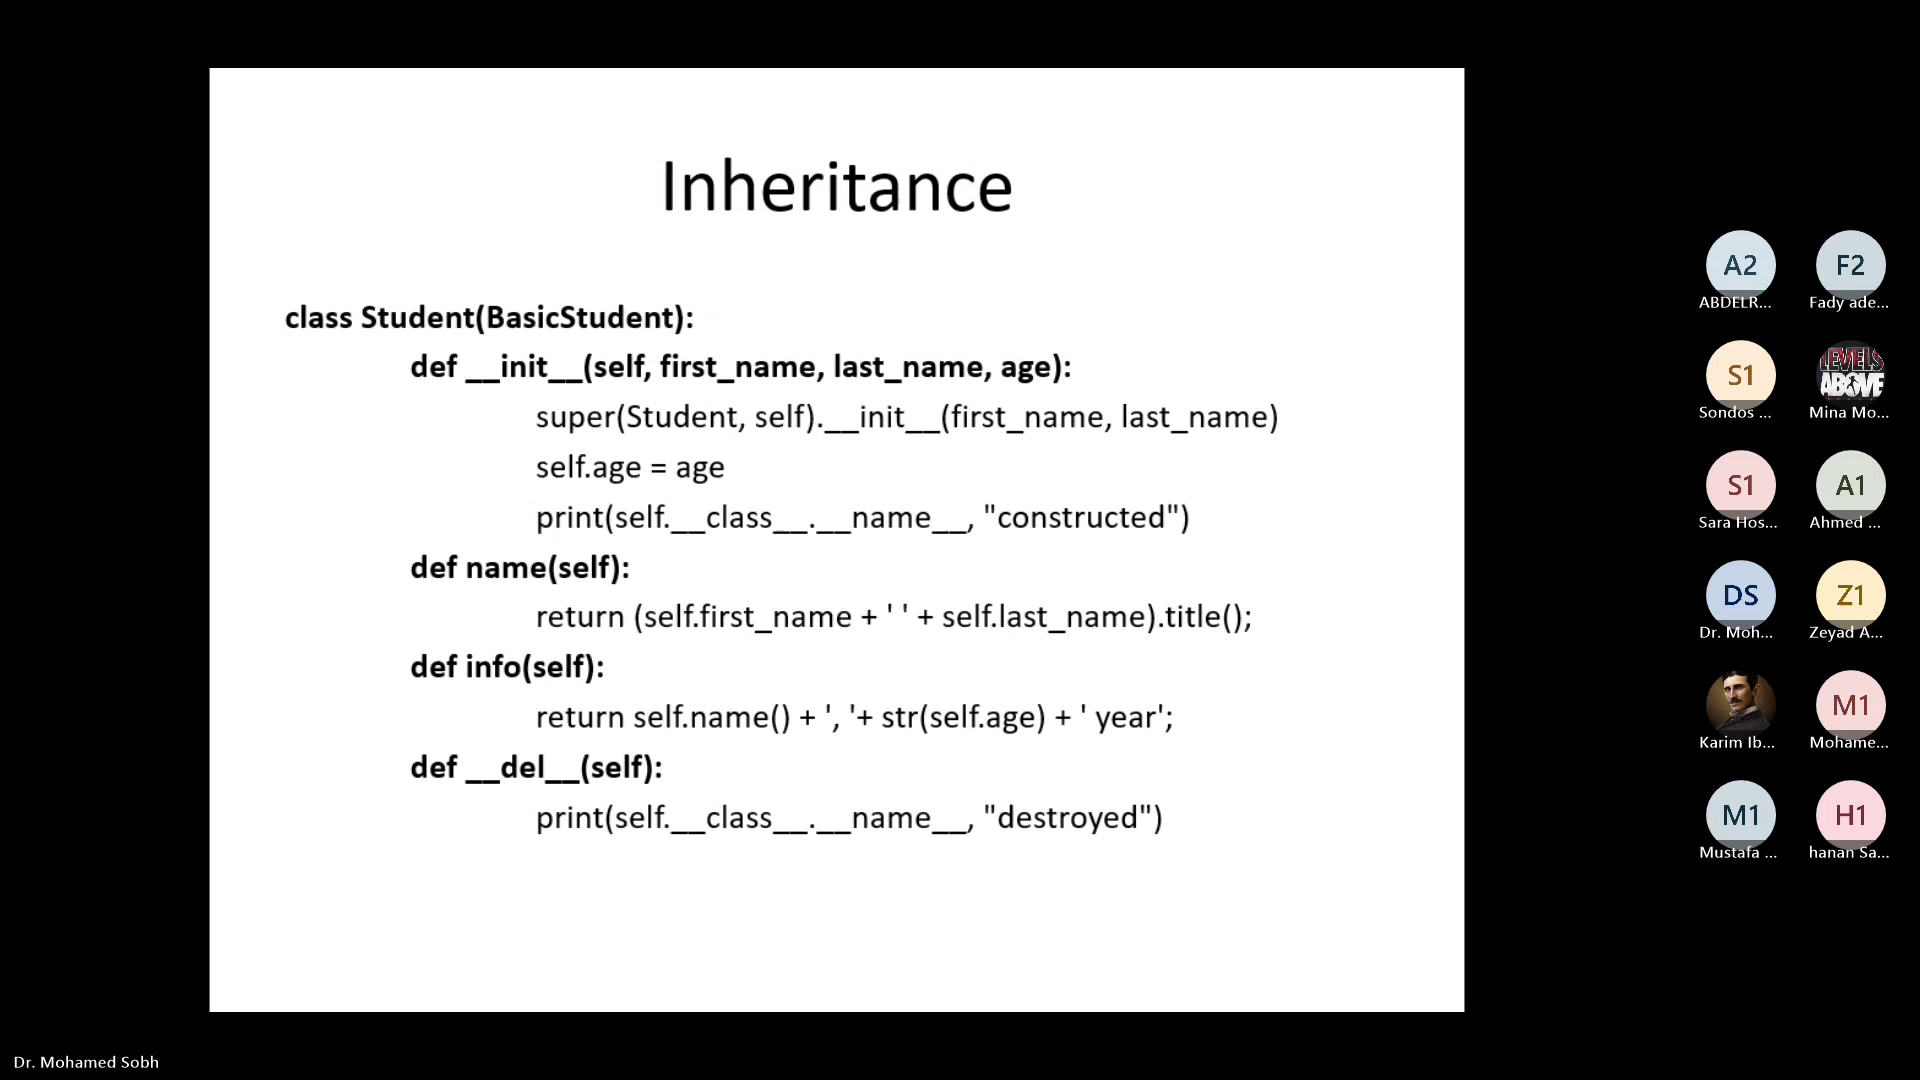 Inheritance
class Student(BasicStudent):
def __init__(self, first_name, last_name, age):
super(Student, self).__init__(first_name, last_name)
self.age = age
print(self.__class__.__name__, "constructed")
def name(self):
return (self.first_name + ' ' + self.last_name).title();
def info(self):
return self.name() + ', '+ str(self.age) + ' year';
def __del__(self):
print(self.__class__.__name__, "destroyed")
A2 F2
ABDELR... Fady ade...
S1 LEVELS ABOVE
Sondos ... Mina Mo...
S1 A1
Sara Hos... Ahmed ...
DS Z1
Dr. Moh... Zeyad A...
M1
Karim Ib... Mohame...
M1 H1
Mustafa ... hanan Sa...
Dr. Mohamed Sobh